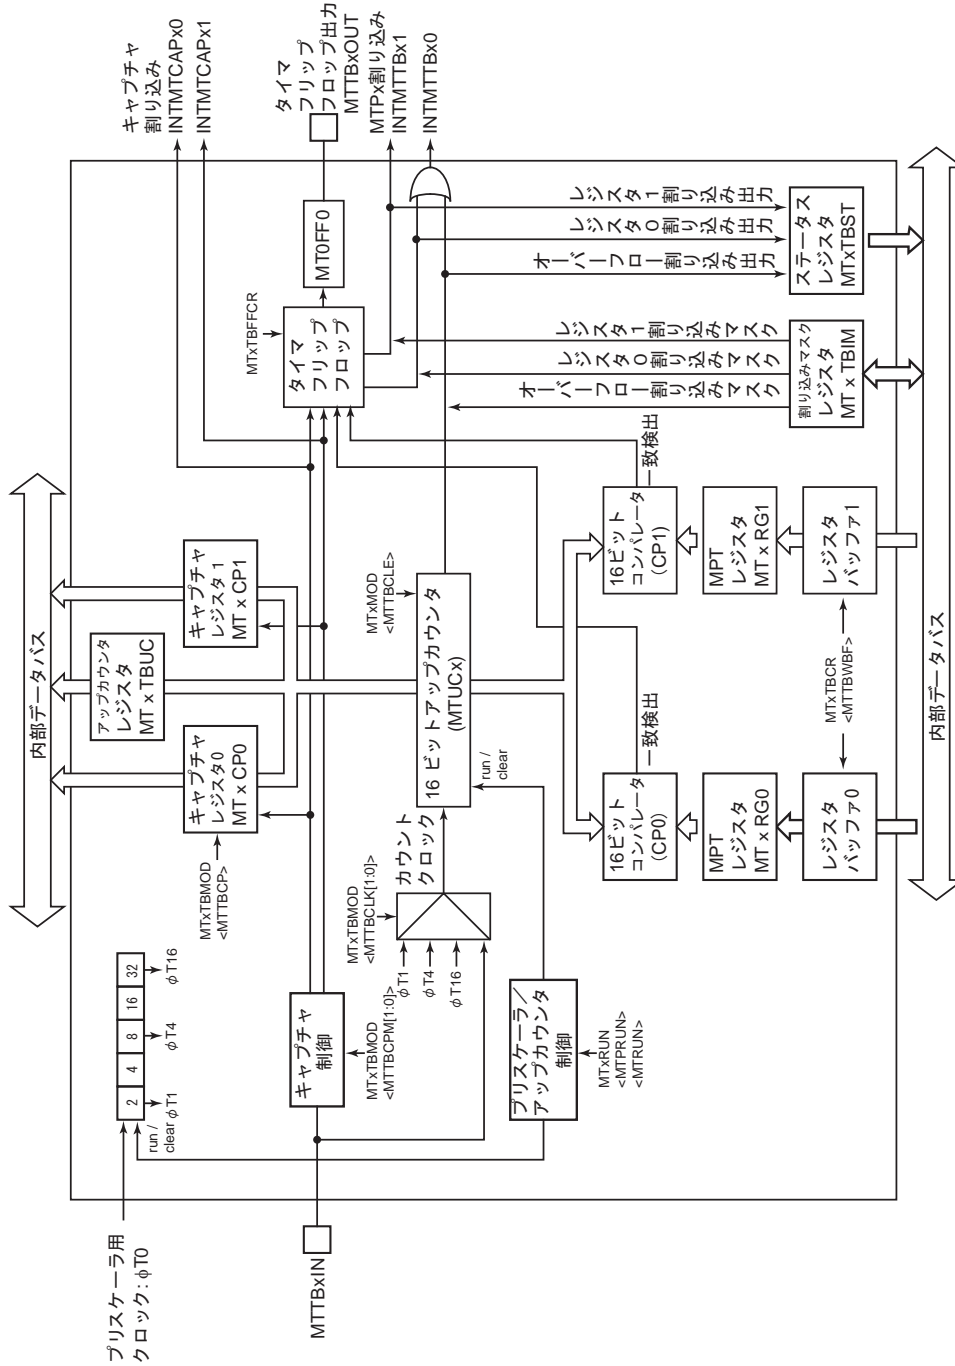 プリスケーラ用
クロック: φT0
run /
clear
2
4
8
16
32
φT1
φT4
φT16
MTxTBMOD
<MTTBCP>
内部データバス
キャプチャ
レジスタ0
MT x CP0
アップカウンタ
レジスタ
MT x TBUC
キャプチャ
レジスタ 1
MT x CP1
キャプチャ
割り込み
INTMTCAPx0
INTMTCAPx1
MTTBxIN
キャプチャ
制御
MTxTBMOD
<MTTBCPM[1:0]>
MTxTBMOD
<MTTBCLK[1:0]>
φT1
φT4
φT16
カウント
クロック
16 ビットアップカウンタ
(MTUCx)
run /
clear
MTxMOD
<MTTBCLE>
MTxTBFFCR
タイマ
フリップ
フロップ
MT0FF0
タイマ
フリップ
フロップ出力
MTTBxOUT
MTPx割り込み
INTMTTBx1
INTMTTBx0
プリスケーラ/
アップカウンタ
制御
MTxRUN
<MTPRUN>
<MTRUN>
16ビット
コンパレータ
(CP0)
一致検出
16ビット
コンパレータ
(CP1)
一致検出
MPT
レジスタ
MT x RG0
MPT
レジスタ
MT x RG1
レジスタ
バッファ0
MTxTBCR
<MTTBWBF>
レジスタ
バッファ1
オーバーフロー割り込みマスク
レジスタ0割り込みマスク
レジスタ1割り込みマスク
オーバーフロー割り込み出力
レジスタ0割り込み出力
レジスタ1割り込み出力
割り込みマスク
レジスタ
MT x TBIM
ステータス
レジスタ
MTxTBST
内部データバス